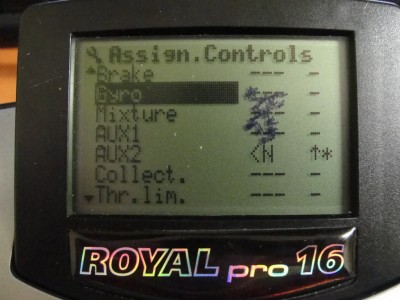 Assign.Controls
Brake --- -
Gyro --- -
Mixture --- -
AUX1 --- -
AUX2 <N ↑*
Collect. --- -
Thr.lim. --- -
ROYAL pro 16